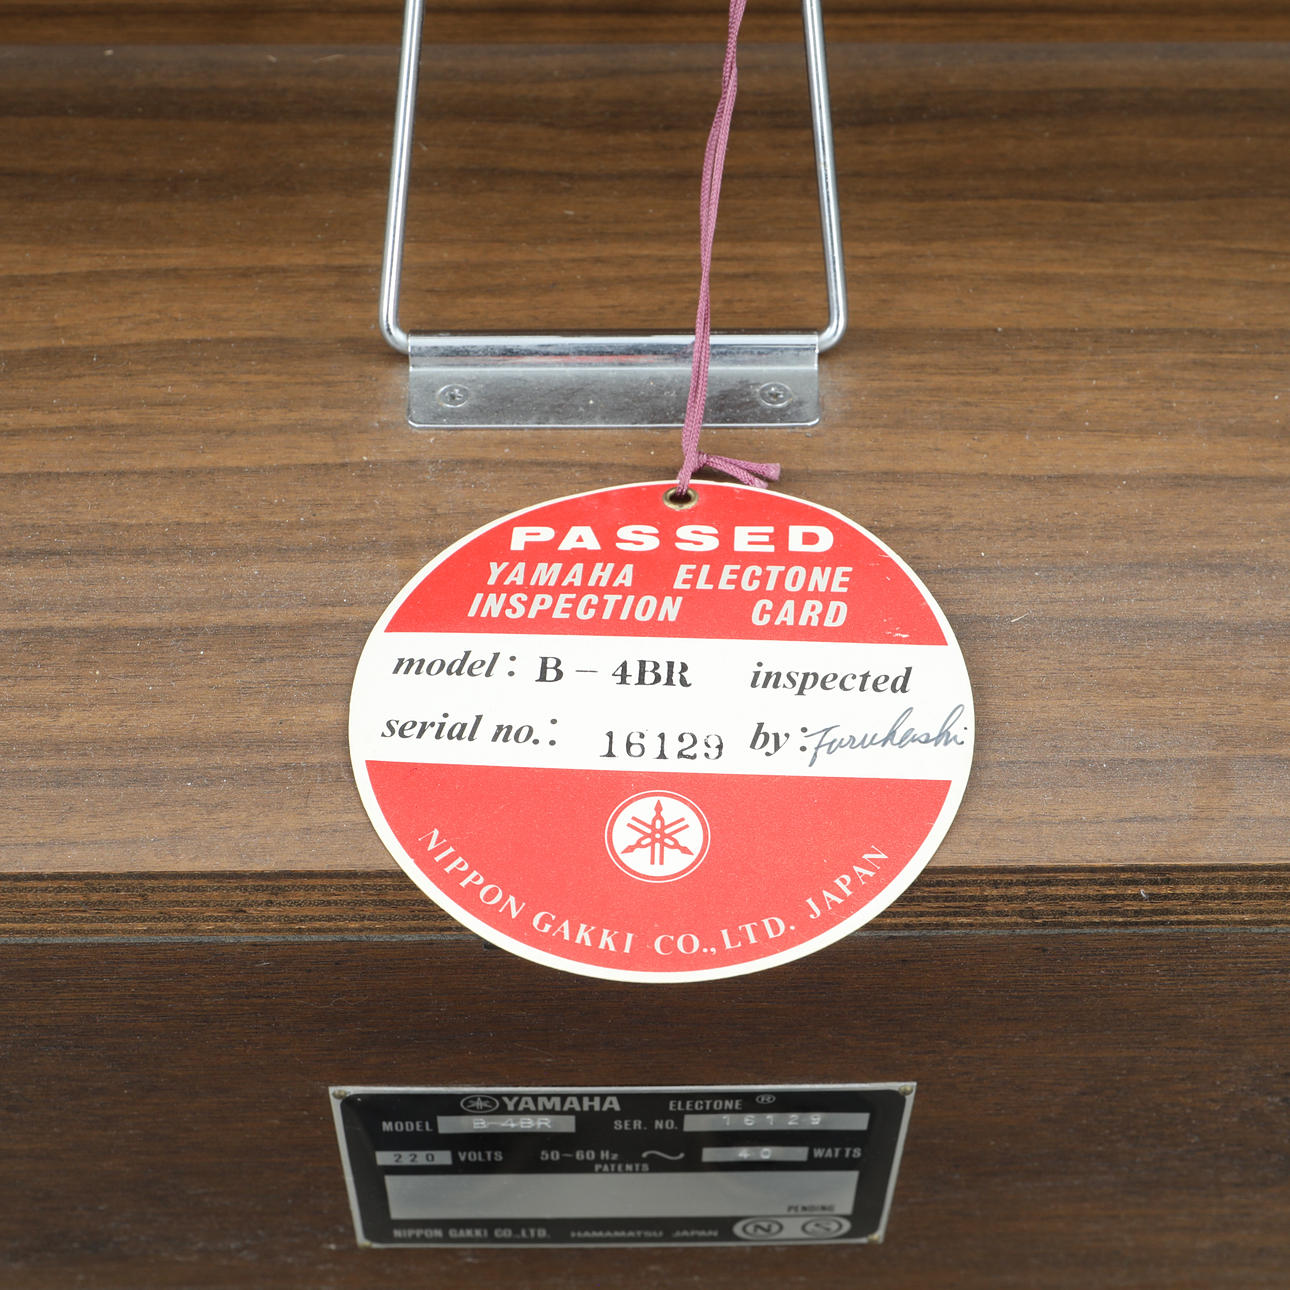 PASSED
YAMAHA ELECTONE
INSPECTION CARD
model: B-4BR inspected
serial no.: 16129 by: Furuhashi
NIPPON GAKKI CO., LTD. JAPAN
YAMAHA ELECTONE ®
MODEL B-4BR SER. NO. 16129
220 VOLTS 50~60 Hz ~ 40 WATTS
PATENTS
PENDING
NIPPON GAKKI CO.,LTD. HAMAMATSU JAPAN N S